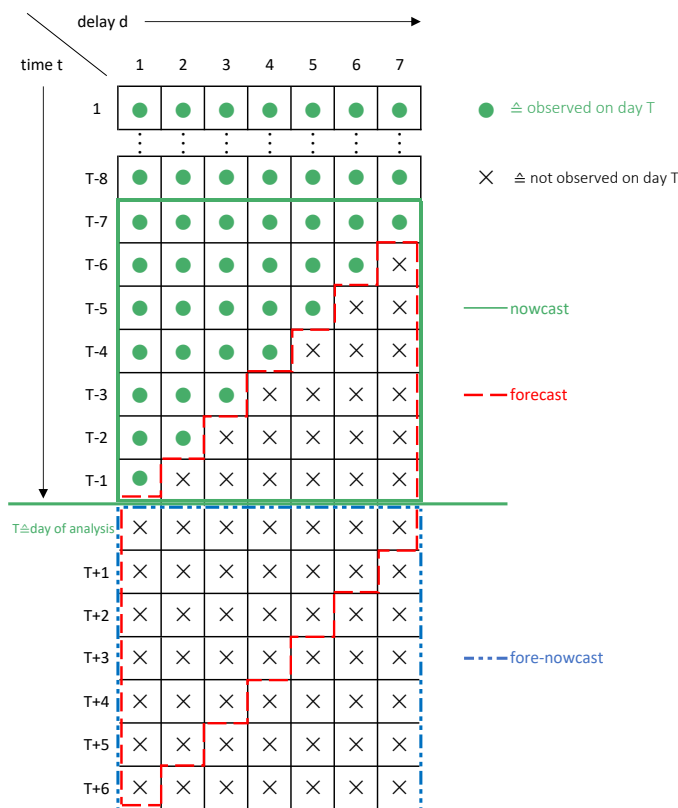 delay d
time t
1 2 3 4 5 6 7
1
≙ observed on day T
T-8
≙ not observed on day T
T-7
T-6
T-5
nowcast
T-4
T-3
forecast
T-2
T-1
T≙day of analysis
T+1
T+2
T+3
fore-nowcast
T+4
T+5
T+6